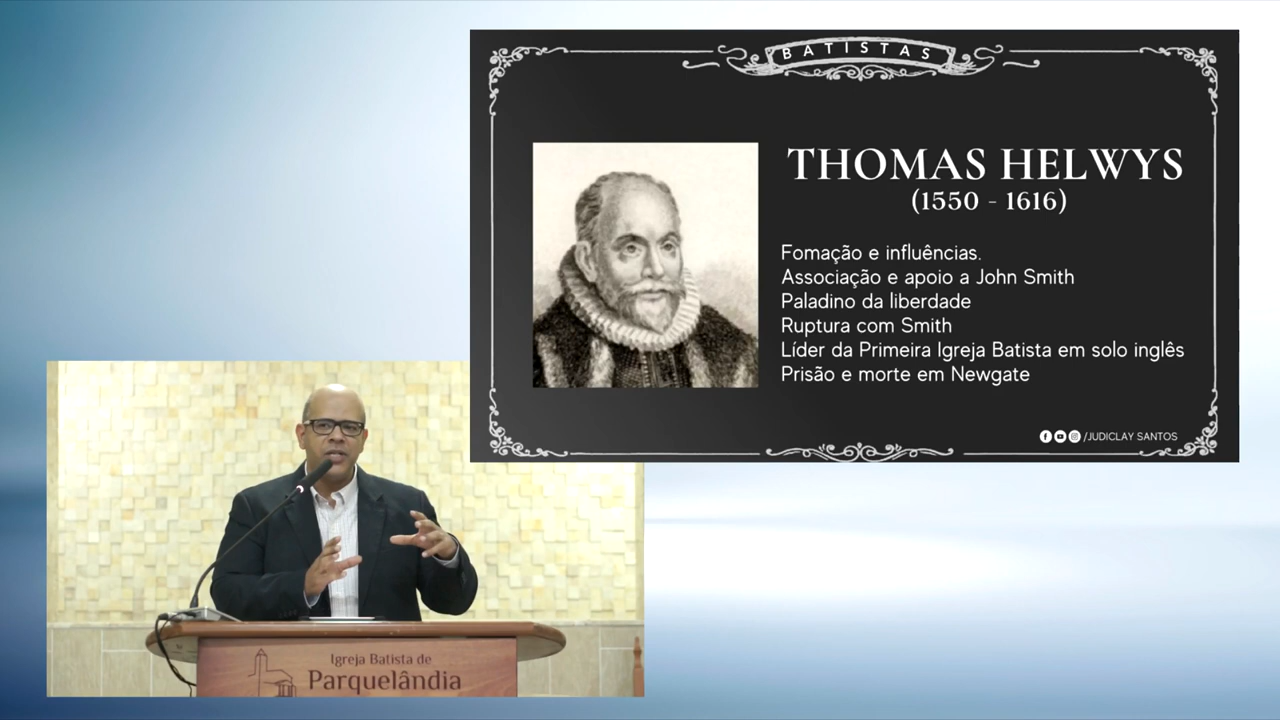 BATISTAS
THOMAS HELWYS
(1550 - 1616)
Fomação e influências.
Associação e apoio a John Smith
Paladino da liberdade
Ruptura com Smith
Líder da Primeira Igreja Batista em solo inglês
Prisão e morte em Newgate
/JUDICLAY SANTOS
Igreja Batista de
Parquelândia